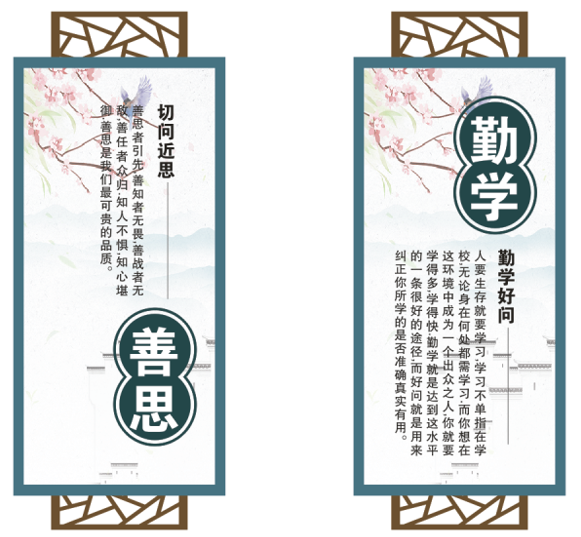 切问近思
善思者引先善知者无畏;善战者无
敌;善任者众归;知人不惧;知心堪
御;善思是我们最可贵的品质。
善思
勤学
勤学好问
人要生存就要学习,学习不单指在学
校;无论身在何处都需学习;而你想在
这环境中成为一个出众之人,你就要
学得多;学得快;勤学就是达到这水平
的一条很好的途径;而好问就是用来
纠正你所学的是否准确真实有用。